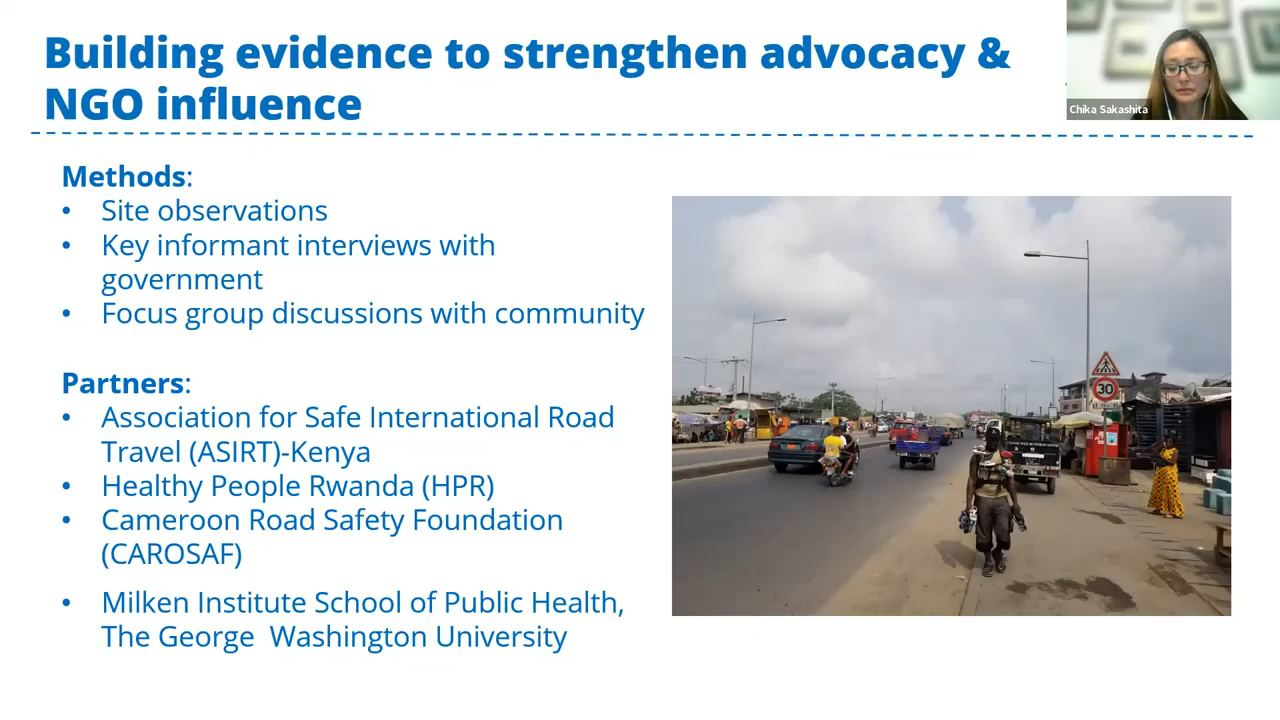 Building evidence to strengthen advocacy &
NGO influence
Chika Sakashita
Methods:
• Site observations
• Key informant interviews with
government
• Focus group discussions with community
Partners:
• Association for Safe International Road
Travel (ASIRT)-Kenya
• Healthy People Rwanda (HPR)
• Cameroon Road Safety Foundation
(CAROSAF)
• Milken Institute School of Public Health,
The George Washington University
30